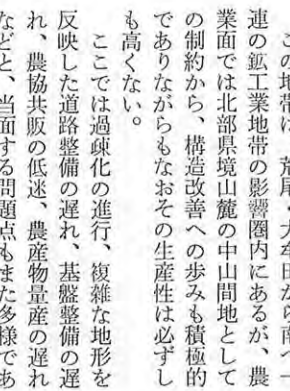 この地帯は、荒尾・大牟田から南へ一
連の鉱工業地帯の影響圏内にあるが、農
業面では北部県境山麓の中山間地として
の制約から、構造改善への歩みも積極的
でありながらもなおその生産性は必ずし
も高くない。
ここでは過疎化の進行、複雑な地形を
反映した道路整備の遅れ、基盤整備の遅
れ、農協共販の低迷、農産物量産の遅れ
などと、当面する問題点もまた多様であ